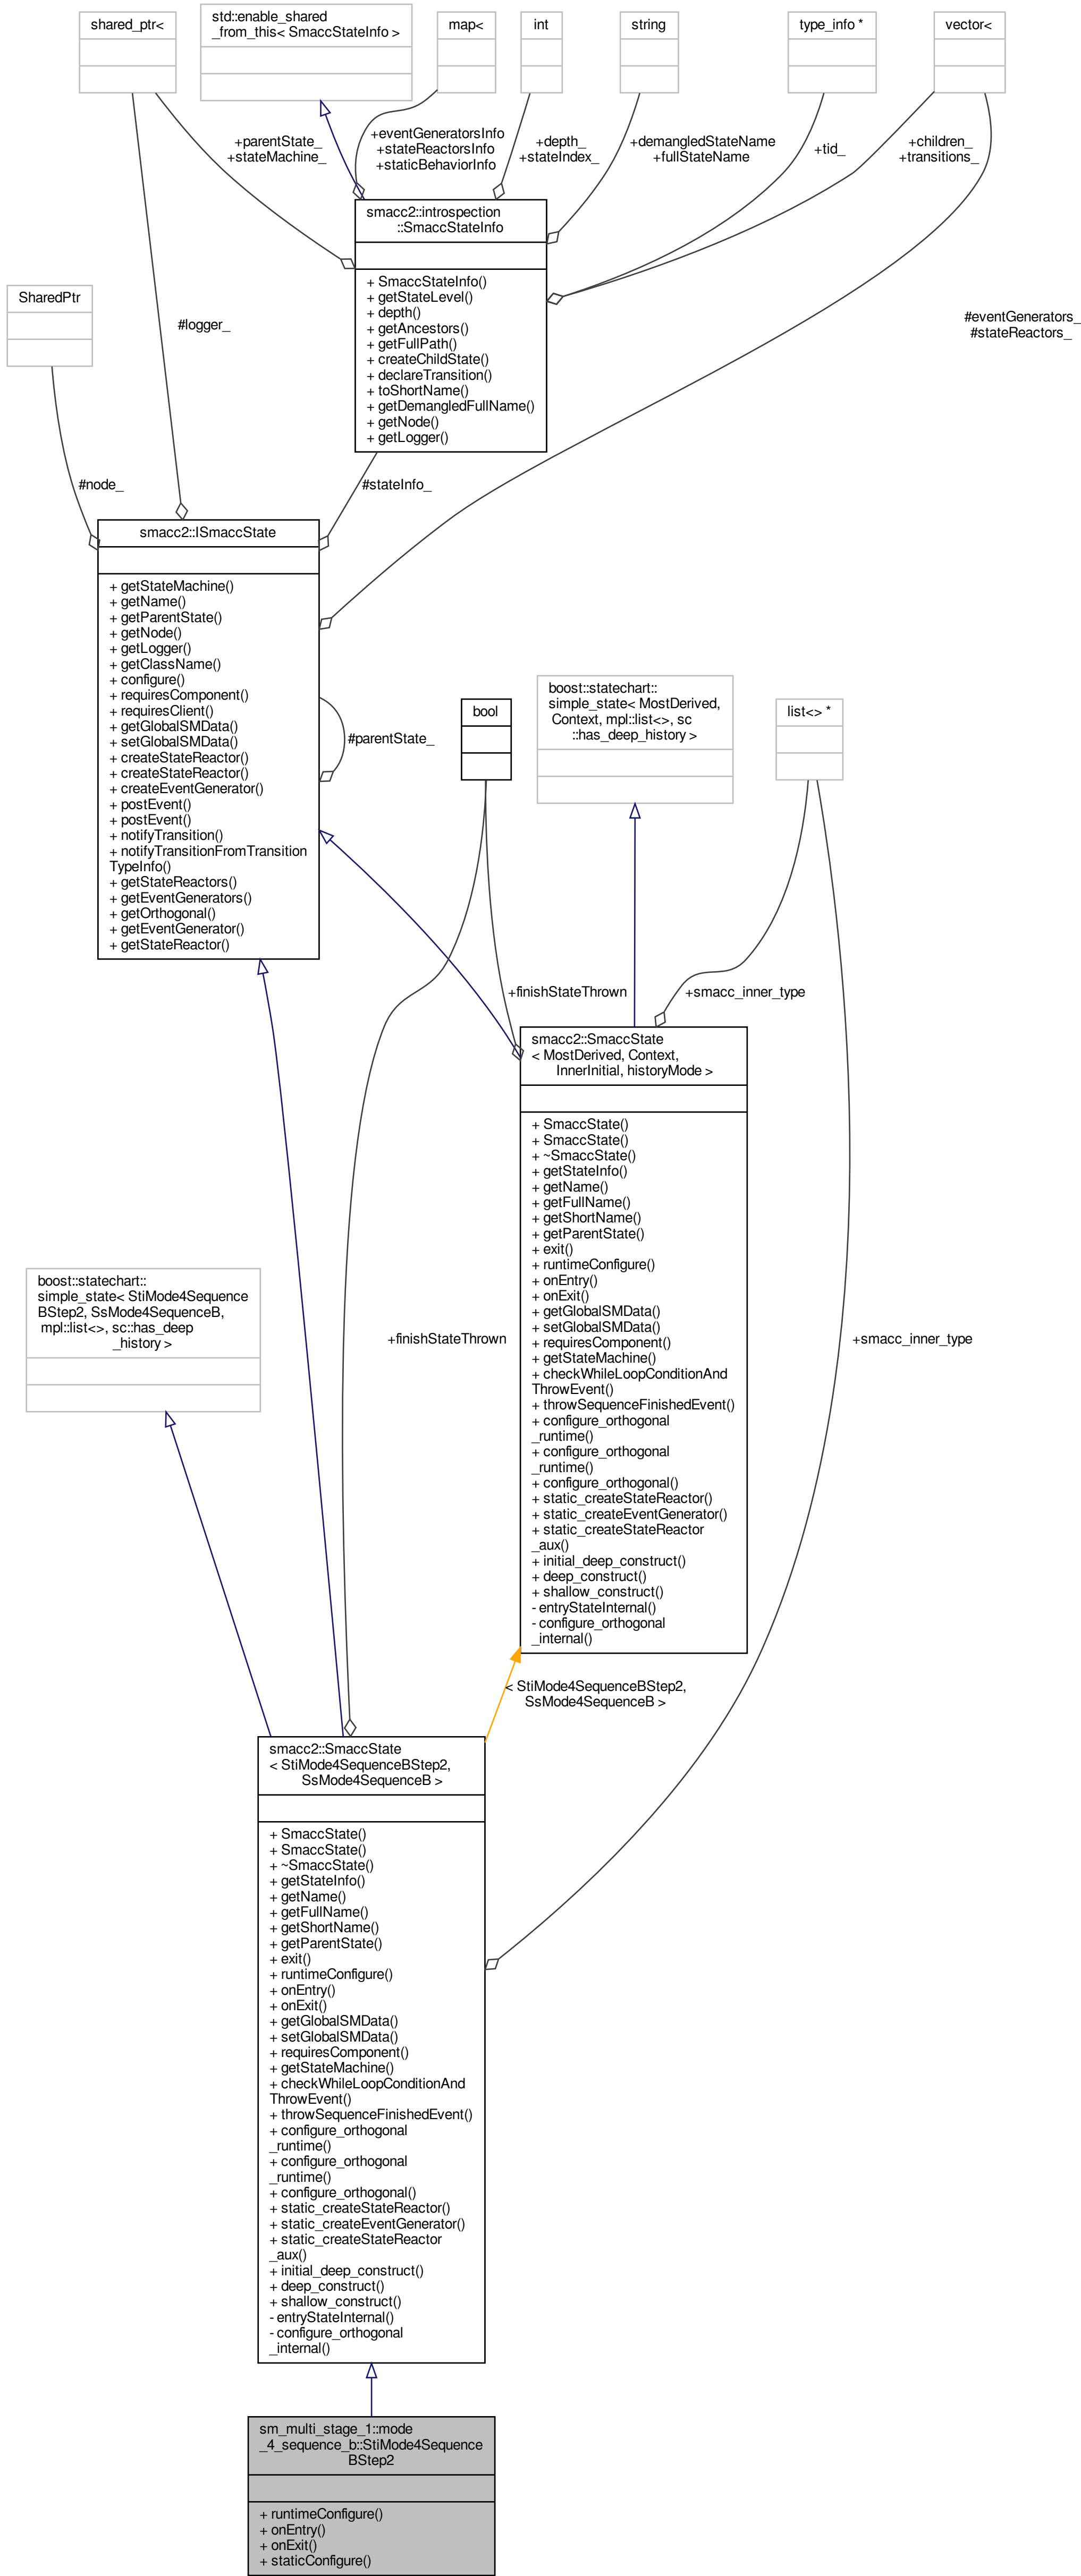 shared_ptr<
std::enable_shared
_from_this< SmaccStateInfo >
map<
int
string
type_info *
vector<
+parentState_
+stateMachine_
+eventGeneratorsInfo
+stateReactorsInfo
+staticBehaviorInfo
+depth_
+stateIndex_
+demangledStateName
+fullStateName
+tid_
+children_
+transitions_
smacc2::introspection
::SmaccStateInfo
+ SmaccStateInfo()
+ getStateLevel()
+ depth()
+ getAncestors()
+ getFullPath()
+ createChildState()
+ declareTransition()
+ toShortName()
+ getDemangledFullName()
+ getNode()
+ getLogger()
SharedPtr
#logger_
#eventGenerators_
#stateReactors_
#node_
#stateInfo_
smacc2::ISmaccState
+ getStateMachine()
+ getName()
+ getParentState()
+ getNode()
+ getLogger()
+ getClassName()
+ configure()
+ requiresComponent()
+ requiresClient()
+ getGlobalSMData()
+ setGlobalSMData()
+ createStateReactor()
+ createStateReactor()
+ createEventGenerator()
+ postEvent()
+ postEvent()
+ notifyTransition()
+ notifyTransitionFromTransition
TypeInfo()
+ getStateReactors()
+ getEventGenerators()
+ getOrthogonal()
+ getEventGenerator()
+ getStateReactor()
#parentState_
bool
boost::statechart::
simple_state< MostDerived,
Context, mpl::list<>, sc
::has_deep_history >
list<> *
+finishStateThrown
+smacc_inner_type
smacc2::SmaccState
< MostDerived, Context,
InnerInitial, historyMode >
+ SmaccState()
+ SmaccState()
+ ~SmaccState()
+ getStateInfo()
+ getName()
+ getFullName()
+ getShortName()
+ getParentState()
+ exit()
+ runtimeConfigure()
+ onEntry()
+ onExit()
+ getGlobalSMData()
+ setGlobalSMData()
+ requiresComponent()
+ getStateMachine()
+ checkWhileLoopConditionAnd
ThrowEvent()
+ throwSequenceFinishedEvent()
+ configure_orthogonal
_runtime()
+ configure_orthogonal
_runtime()
+ configure_orthogonal()
+ static_createStateReactor()
+ static_createEventGenerator()
+ static_createStateReactor
_aux()
+ initial_deep_construct()
+ deep_construct()
+ shallow_construct()
- entryStateInternal()
- configure_orthogonal
_internal()
boost::statechart::
simple_state< StiMode4Sequence
BStep2, SsMode4SequenceB,
mpl::list<>, sc::has_deep
_history >
+finishStateThrown
+smacc_inner_type
< StiMode4SequenceBStep2,
SsMode4SequenceB >
smacc2::SmaccState
< StiMode4SequenceBStep2,
SsMode4SequenceB >
+ SmaccState()
+ SmaccState()
+ ~SmaccState()
+ getStateInfo()
+ getName()
+ getFullName()
+ getShortName()
+ getParentState()
+ exit()
+ runtimeConfigure()
+ onEntry()
+ onExit()
+ getGlobalSMData()
+ setGlobalSMData()
+ requiresComponent()
+ getStateMachine()
+ checkWhileLoopConditionAnd
ThrowEvent()
+ throwSequenceFinishedEvent()
+ configure_orthogonal
_runtime()
+ configure_orthogonal
_runtime()
+ configure_orthogonal()
+ static_createStateReactor()
+ static_createEventGenerator()
+ static_createStateReactor
_aux()
+ initial_deep_construct()
+ deep_construct()
+ shallow_construct()
- entryStateInternal()
- configure_orthogonal
_internal()
sm_multi_stage_1::mode
_4_sequence_b::StiMode4Sequence
BStep2
+ runtimeConfigure()
+ onEntry()
+ onExit()
+ staticConfigure()